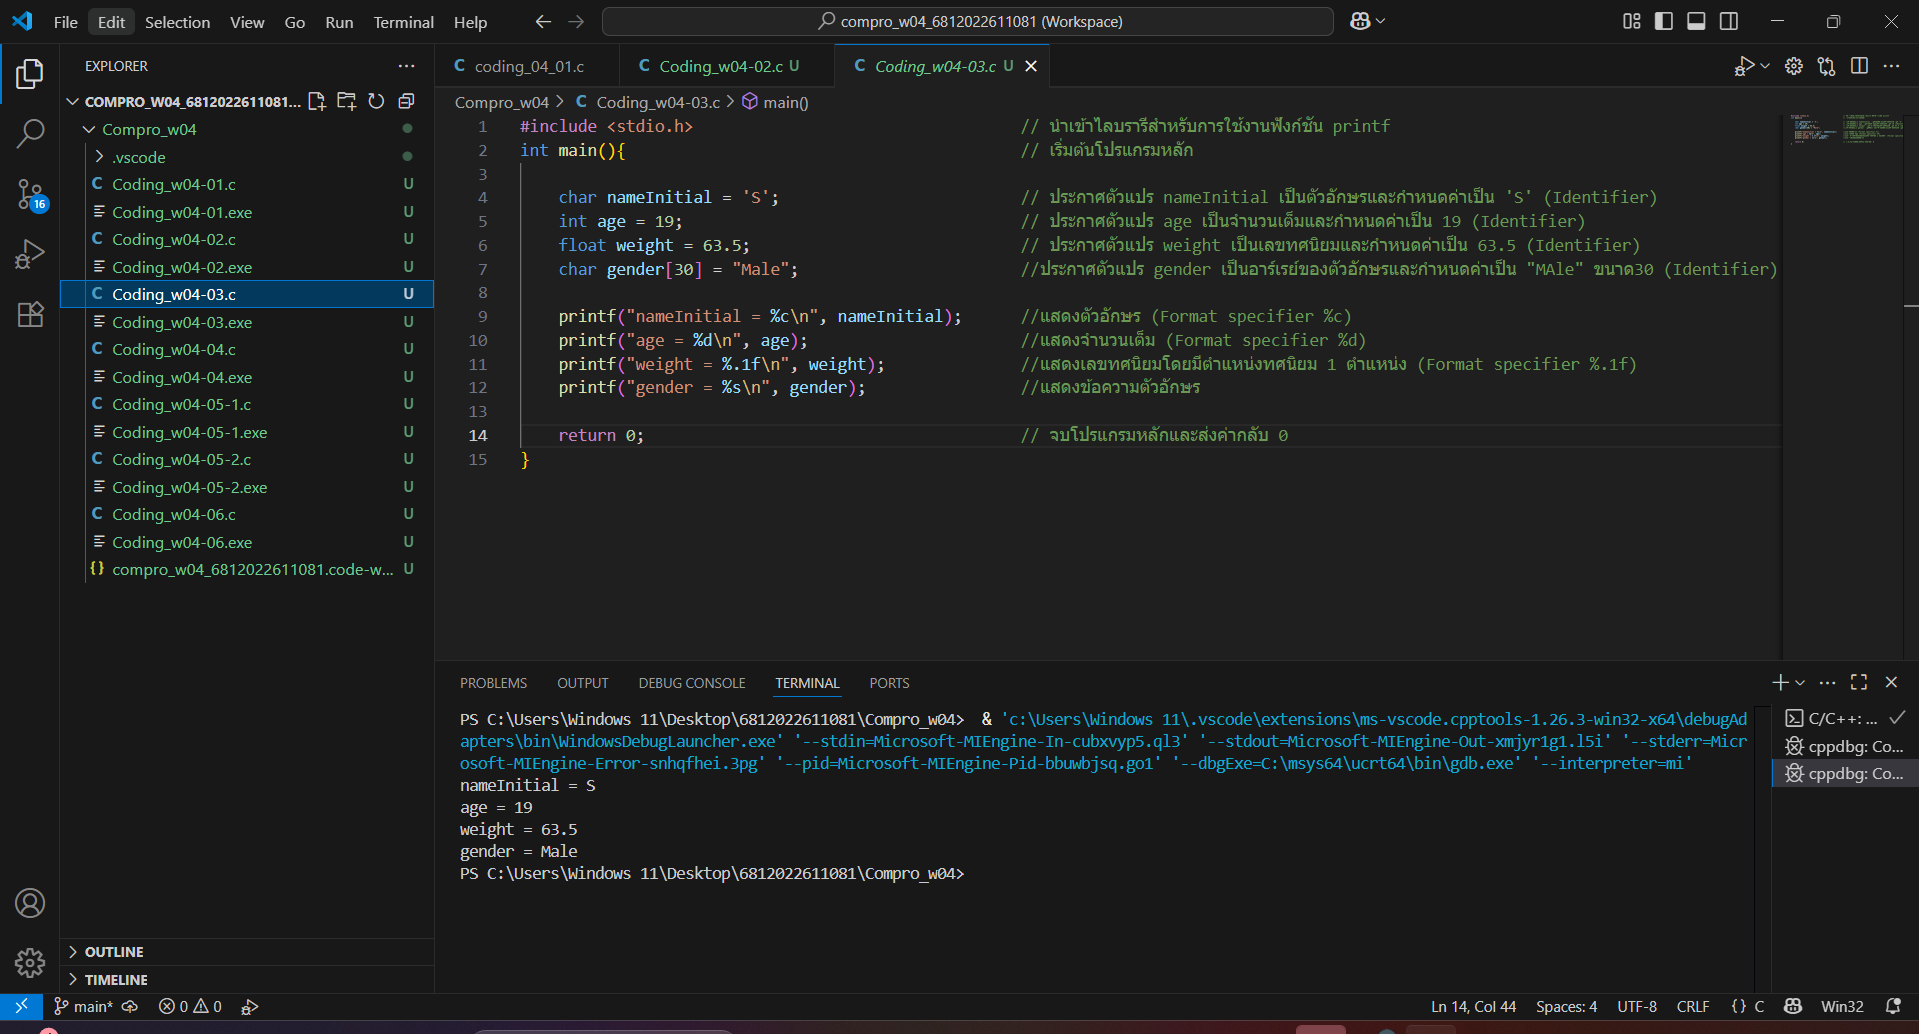 File Edit Selection View Go Run Terminal Help
compro_w04_6812022611081 (Workspace)
EXPLORER
COMPRO_W04_6812022611081...
Compro_w04
.vscode
Coding_w04-01.c U
Coding_w04-01.exe U
Coding_w04-02.c U
Coding_w04-02.exe U
Coding_w04-03.c U
Coding_w04-03.exe U
Coding_w04-04.c U
Coding_w04-04.exe U
Coding_w04-05-1.c U
Coding_w04-05-1.exe U
Coding_w04-05-2.c U
Coding_w04-05-2.exe U
Coding_w04-06.c U
Coding_w04-06.exe U
{} compro_w04_6812022611081.code-w... U
16
OUTLINE
TIMELINE
C coding_04_01.c C Coding_w04-02.c U C Coding_w04-03.c U
Compro_w04 > C Coding_w04-03.c > main()
1 #include <stdio.h> // นำเข้าไลบรารีสำหรับการใช้งานฟังก์ชัน printf
2 int main(){ // เริ่มต้นโปรแกรมหลัก
3
4 char nameInitial = 'S'; // ประกาศตัวแปร nameInitial เป็นตัวอักษรและกำหนดค่าเป็น 'S' (Identifier)
5 int age = 19; // ประกาศตัวแปร age เป็นจำนวนเต็มและกำหนดค่าเป็น 19 (Identifier)
6 float weight = 63.5; // ประกาศตัวแปร weight เป็นเลขทศนิยมและกำหนดค่าเป็น 63.5 (Identifier)
7 char gender[30] = "Male"; //ประกาศตัวแปร gender เป็นอาร์เรย์ของตัวอักษรและกำหนดค่าเป็น "MAle" ขนาด30 (Identifier)
8
9 printf("nameInitial = %c\n", nameInitial); //แสดงตัวอักษร (Format specifier %c)
10 printf("age = %d\n", age); //แสดงจำนวนเต็ม (Format specifier %d)
11 printf("weight = %.1f\n", weight); //แสดงเลขทศนิยมโดยมีตำแหน่งทศนิยม 1 ตำแหน่ง (Format specifier %.1f)
12 printf("gender = %s\n", gender); //แสดงข้อความตัวอักษร
13
14 return 0; // จบโปรแกรมหลักและส่งค่ากลับ 0
15 }
PROBLEMS OUTPUT DEBUG CONSOLE TERMINAL PORTS
PS C:\Users\Windows 11\Desktop\6812022611081\Compro_w04> & 'c:\Users\Windows 11\.vscode\extensions\ms-vscode.cpptools-1.26.3-win32-x64\debugAd
apters\bin\WindowsDebugLauncher.exe' '--stdin=Microsoft-MIEngine-In-cubxvyp5.ql3' '--stdout=Microsoft-MIEngine-Out-xmjyr1g1.l5i' '--stderr=Micr
osoft-MIEngine-Error-snhqfhei.3pg' '--pid=Microsoft-MIEngine-Pid-bbuwbjsq.go1' '--dbgExe=C:\msys64\ucrt64\bin\gdb.exe' '--interpreter=mi'
nameInitial = S
age = 19
weight = 63.5
gender = Male
PS C:\Users\Windows 11\Desktop\6812022611081\Compro_w04>
C/C++: ...
cppdbg: Co...
cppdbg: Co...
main* 0 0 Ln 14, Col 44 Spaces: 4 UTF-8 CRLF {} C Win32